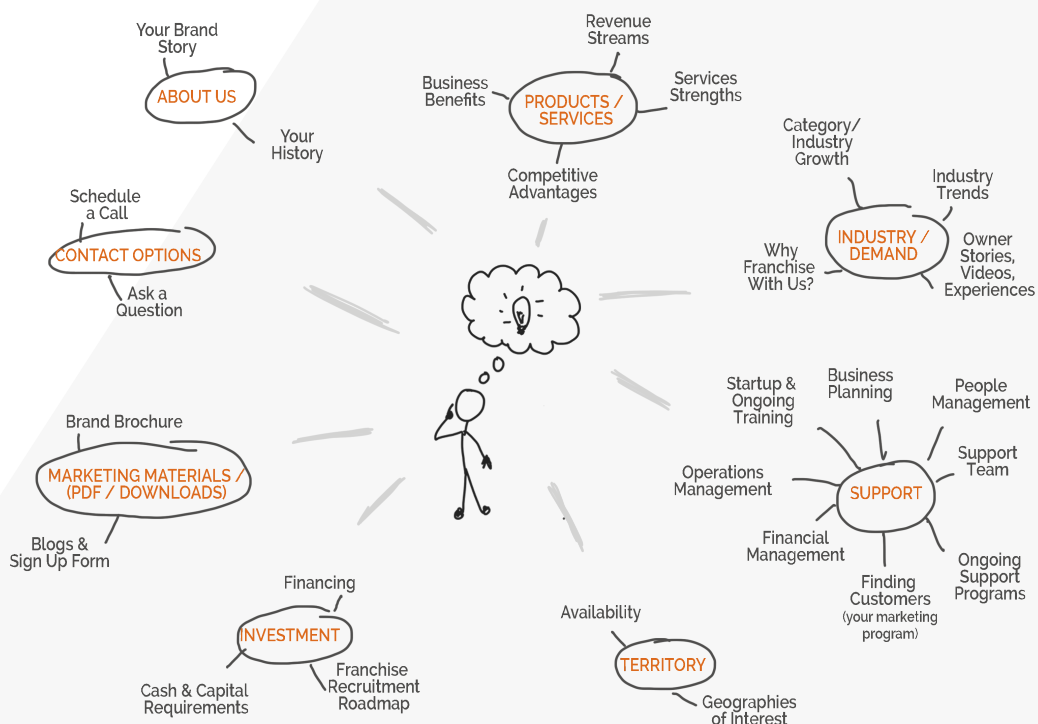 Your Brand
Story
ABOUT US
Your
History
Revenue
Streams
Business
Benefits
Services
Strengths
PRODUCTS /
SERVICES
Competitive
Advantages
Category/
Industry
Growth
Industry
Trends
INDUSTRY /
DEMAND
Why
Franchise
With Us?
Owner
Stories,
Videos,
Experiences
Schedule
a Call
CONTACT OPTIONS
Ask a
Question
Startup &
Ongoing
Training
Business
Planning
People
Management
Support
Team
Operations
Management
SUPPORT
Financial
Management
Finding
Customers
(your marketing
program)
Ongoing
Support
Programs
Brand Brochure
MARKETING MATERIALS /
(PDF / DOWNLOADS)
Blogs &
Sign Up Form
Financing
INVESTMENT
Cash & Capital
Requirements
Franchise
Recruitment
Roadmap
Availability
TERRITORY
Geographies
of Interest